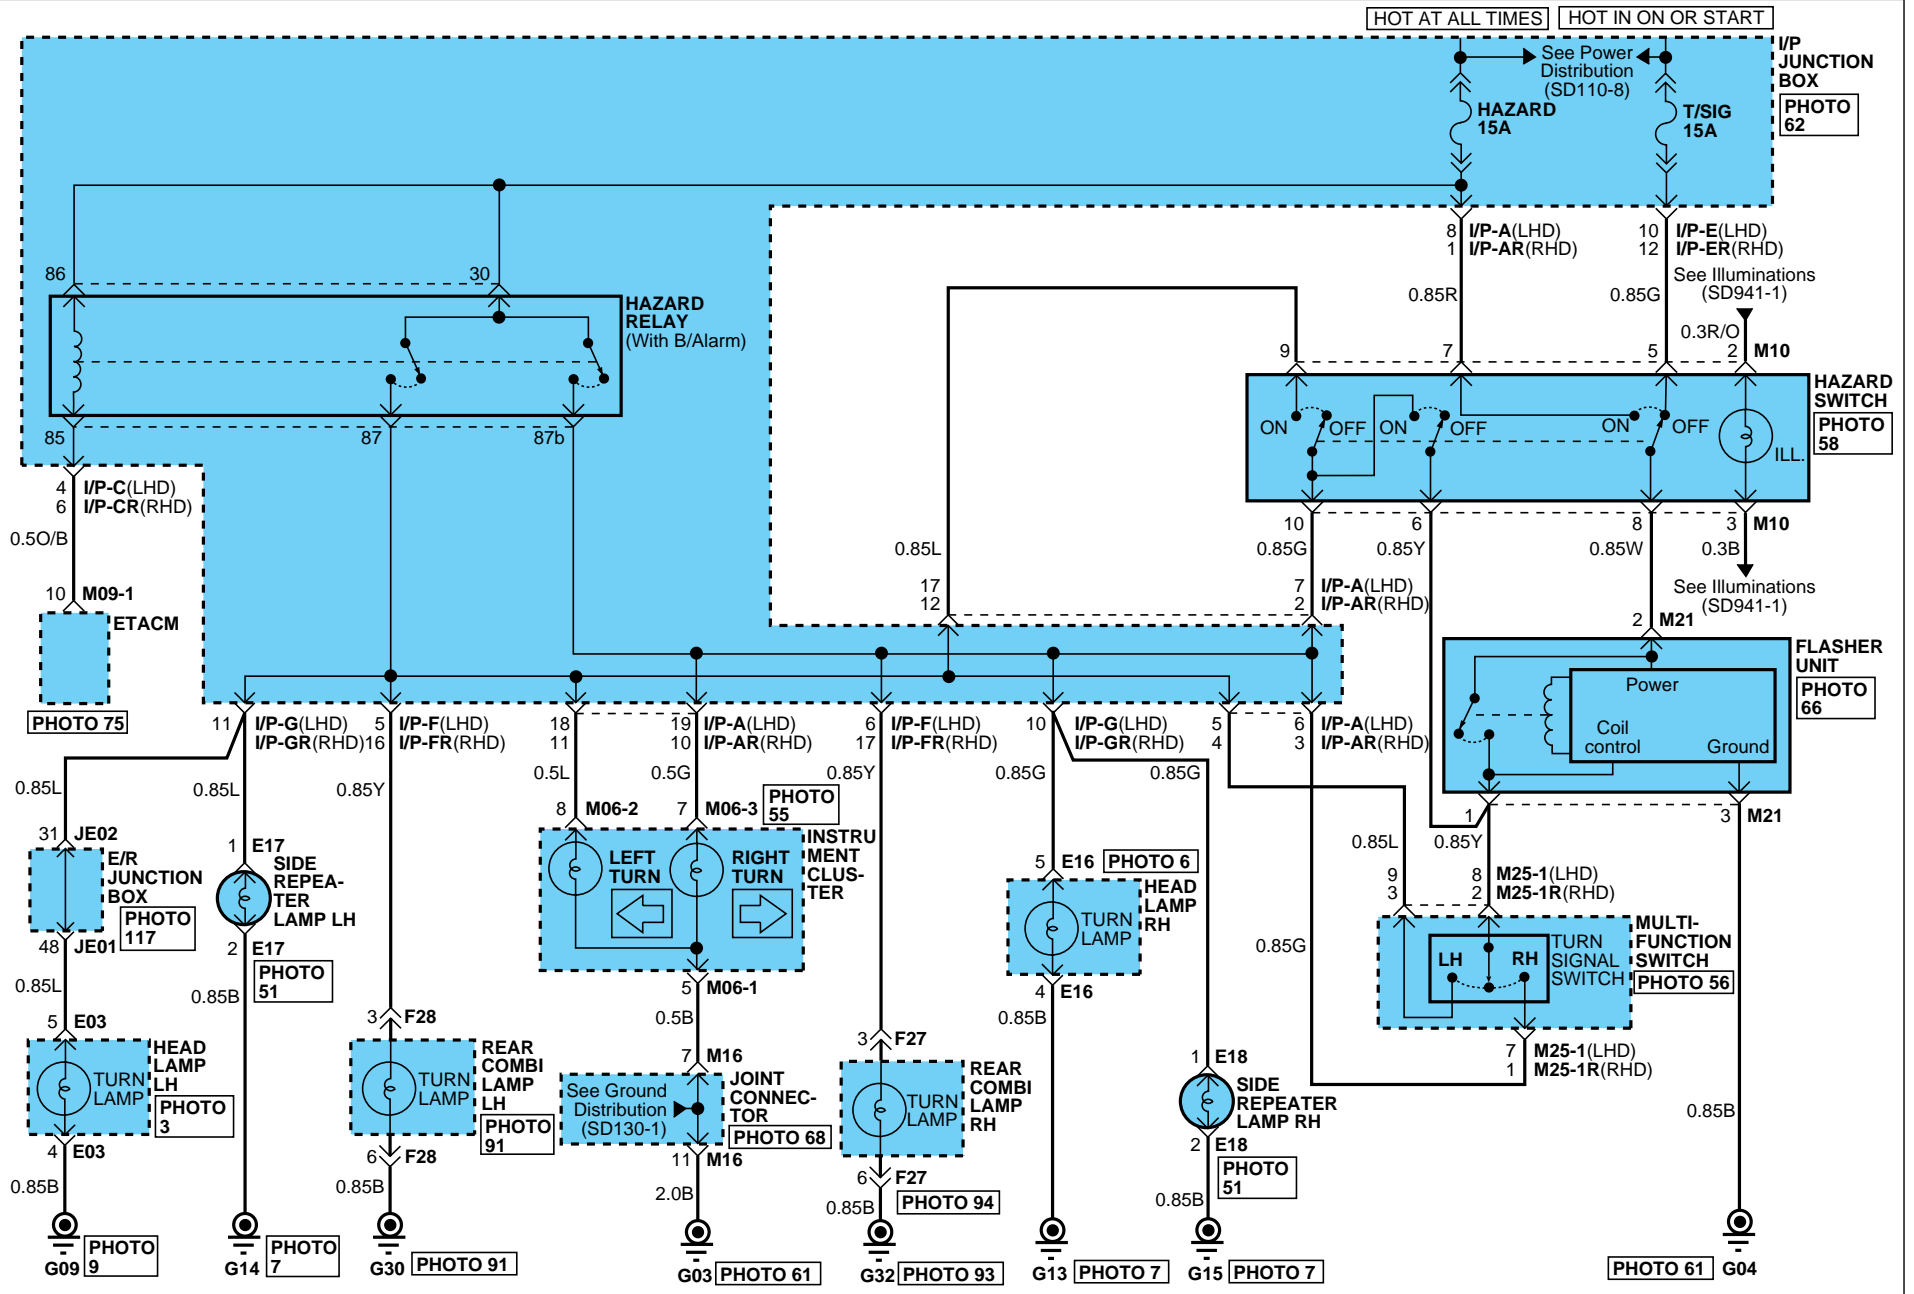 HOT AT ALL TIMES
HOT IN ON OR START
I/P
JUNCTION
BOX
PHOTO
62
See Power
Distribution
(SD110-8)
HAZARD
15A
T/SIG
15A
8 I/P-A(LHD)
1 I/P-AR(RHD)
10 I/P-E(LHD)
12 I/P-ER(RHD)
See Illuminations
(SD941-1)
0.85R
0.85G
0.3R/O
86
30
HAZARD
RELAY
(With B/Alarm)
85
87
87b
9
7
5
2 M10
HAZARD
SWITCH
PHOTO
58
ON
OFF
ON
OFF
ON
OFF
ILL.
10
6
8
3 M10
0.85L
0.85G
0.85Y
0.85W
0.3B
See Illuminations
(SD941-1)
4 I/P-C(LHD)
6 I/P-CR(RHD)
0.5O/B
10 M09-1
ETACM
PHOTO 75
17
12
7 I/P-A(LHD)
2 I/P-AR(RHD)
2 M21
FLASHER
UNIT
PHOTO
66
Power
Coil
control
Ground
1
3 M21
11 I/P-G(LHD)
I/P-GR(RHD)
5 I/P-F(LHD)
16 I/P-FR(RHD)
18
11
19 I/P-A(LHD)
10 I/P-AR(RHD)
6 I/P-F(LHD)
17 I/P-FR(RHD)
10 I/P-G(LHD)
I/P-GR(RHD)
5
4
6 I/P-A(LHD)
3 I/P-AR(RHD)
0.85L
0.85L
0.85Y
0.5L
0.5G
0.85Y
0.85G
0.85G
0.85L
0.85Y
31 JE02
E/R
JUNCTION
BOX
PHOTO
117
48 JE01
0.85L
5 E03
HEAD
LAMP
LH
PHOTO
3
TURN
LAMP
4 E03
0.85B
G09
PHOTO
9
1 E17
SIDE
REPEA-
TER
LAMP LH
2 E17
PHOTO
51
0.85B
G14
PHOTO
7
3 F28
REAR
COMBI
LAMP
LH
PHOTO
91
TURN
LAMP
6 F28
0.85B
G30
PHOTO 91
8 M06-2
7 M06-3
PHOTO
55
INSTRU
MENT
CLUS-
TER
LEFT
TURN
RIGHT
TURN
5 M06-1
0.5B
7 M16
JOINT
CONNEC-
TOR
PHOTO 68
See Ground
Distribution
(SD130-1)
11 M16
2.0B
G03
PHOTO 61
3 F27
REAR
COMBI
LAMP
RH
TURN
LAMP
6 F27
PHOTO 94
0.85B
G32
PHOTO 93
5 E16
PHOTO 6
HEAD
LAMP
RH
TURN
LAMP
4 E16
0.85B
G13
PHOTO 7
1 E18
SIDE
REPEATER
LAMP RH
2 E18
PHOTO
51
0.85B
G15
PHOTO 7
0.85G
9
3
8 M25-1(LHD)
2 M25-1R(RHD)
MULTI-
FUNCTION
SWITCH
PHOTO 56
TURN
SIGNAL
SWITCH
LH
RH
7 M25-1(LHD)
1 M25-1R(RHD)
0.85B
PHOTO 61
G04